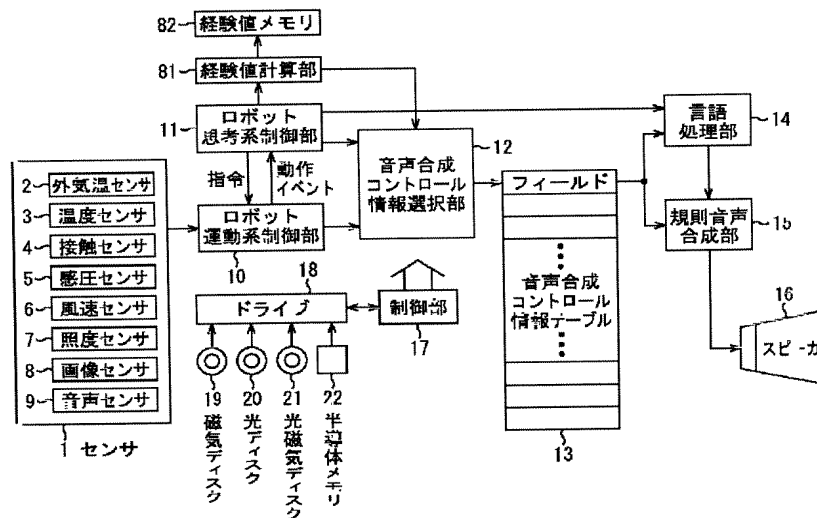 82
経験値メモリ
81
経験値計算部
11
ロボット
思考系制御部
指令
動作
イベント
ロボット
運動系制御部
10
12
音声合成
コントロール
情報選択部
言語
処理部
14
規則音声
合成部
15
16
スピーカ
フィールド
音声合成
コントロール
情報テーブル
13
2
外気温センサ
3
温度センサ
4
接触センサ
5
感圧センサ
6
風速センサ
7
照度センサ
8
画像センサ
9
音声センサ
1 センサ
18
ドライブ
制御部
17
19
磁気ディスク
20
光ディスク
21
光磁気ディスク
22
半導体メモリ